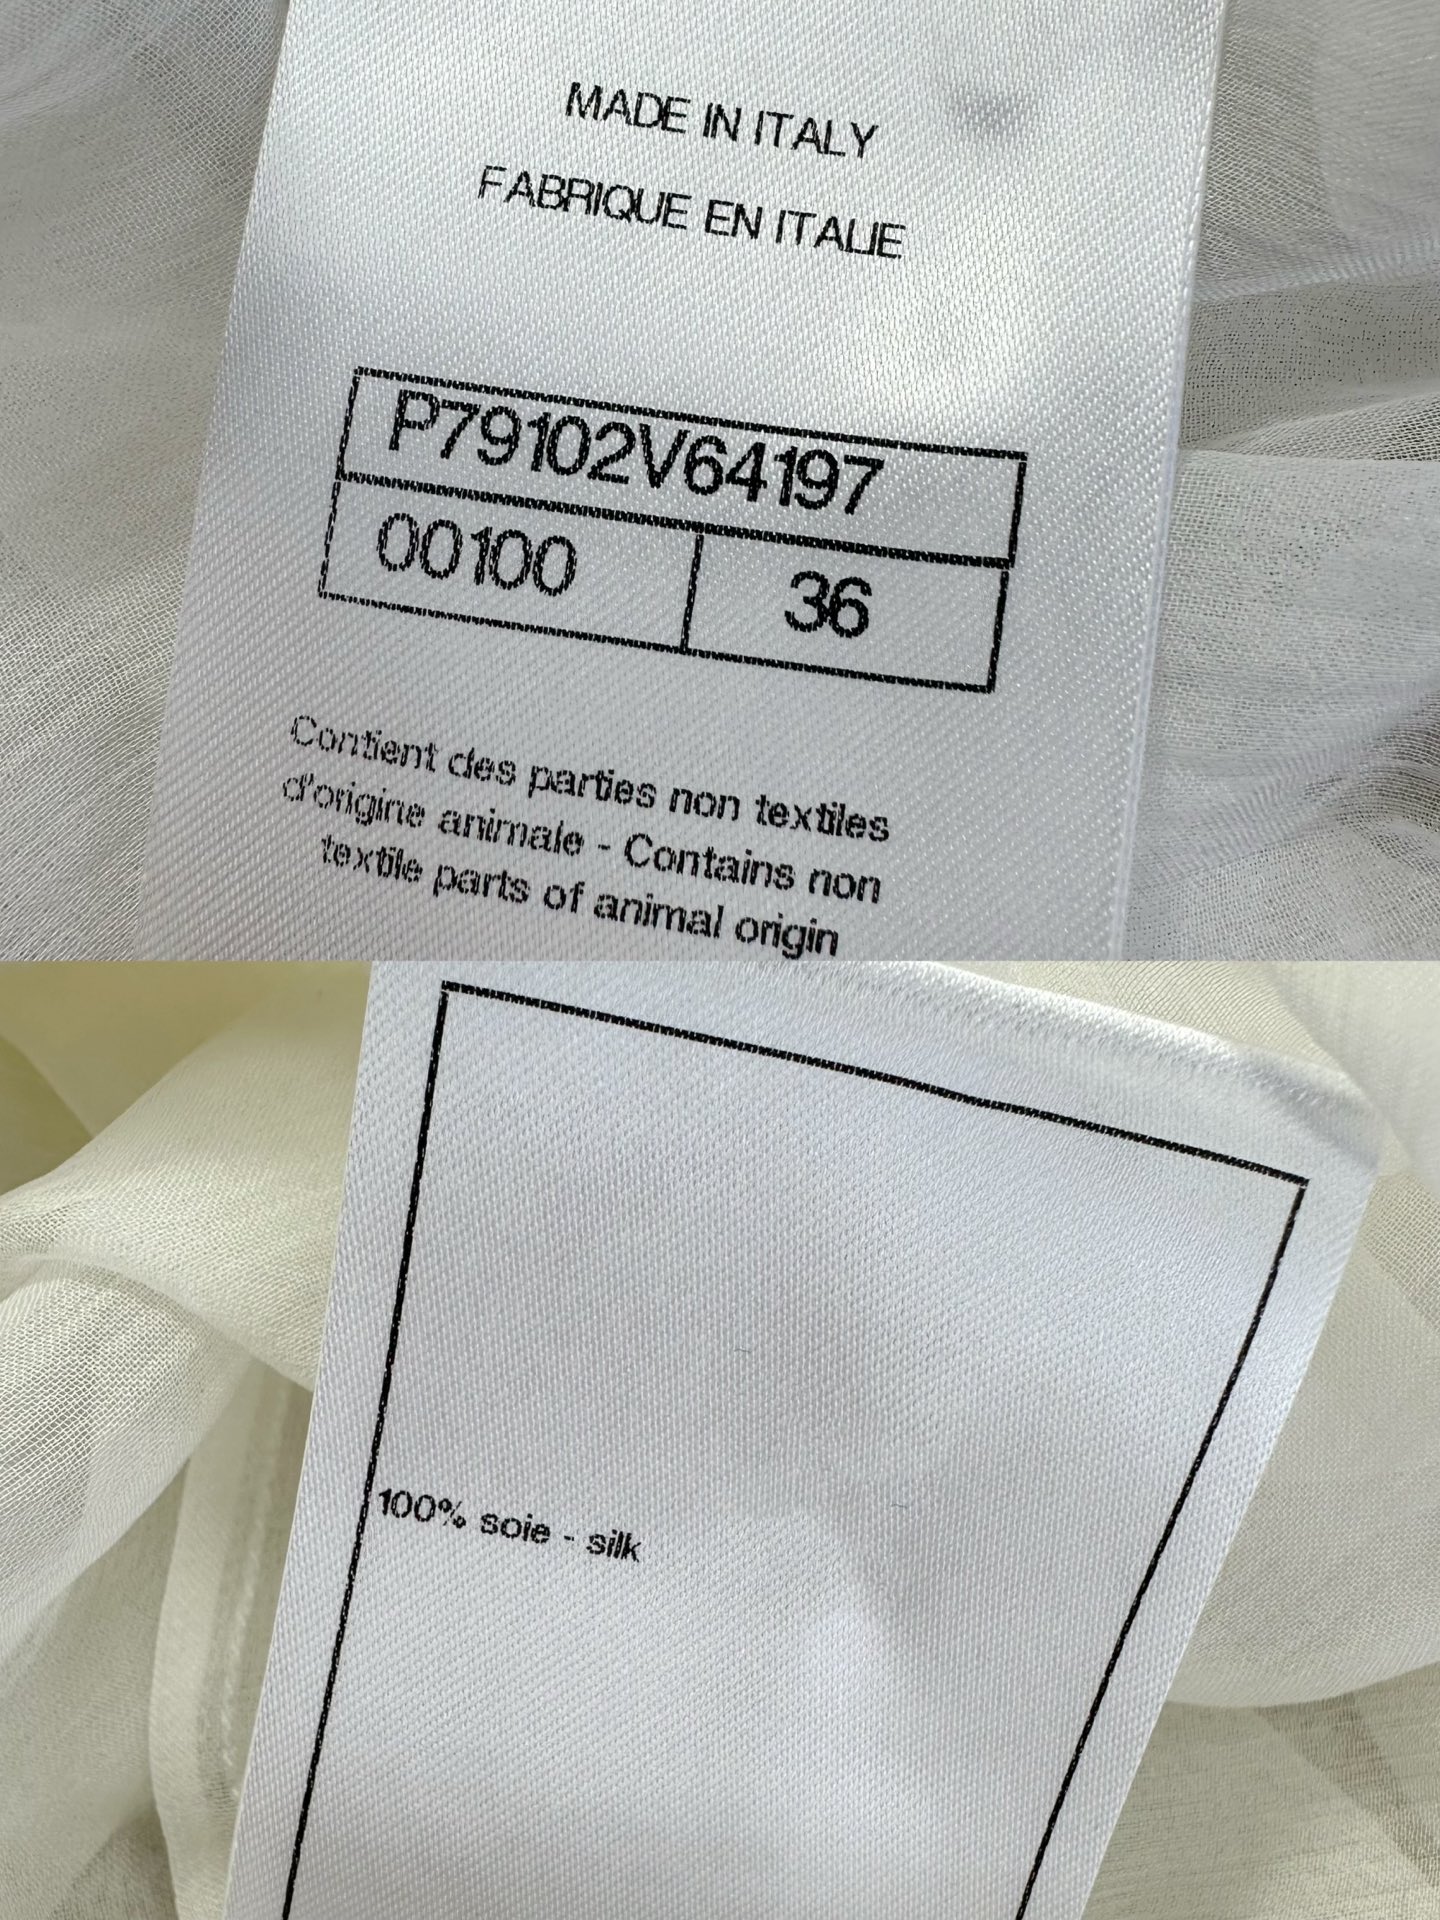 MADE IN ITALY
FABRIQUE EN ITALIE
P79102V64197
00100 36
Contient des parties non textiles
d'origine animale - Contains non
textile parts of animal origin
100% soie - silk